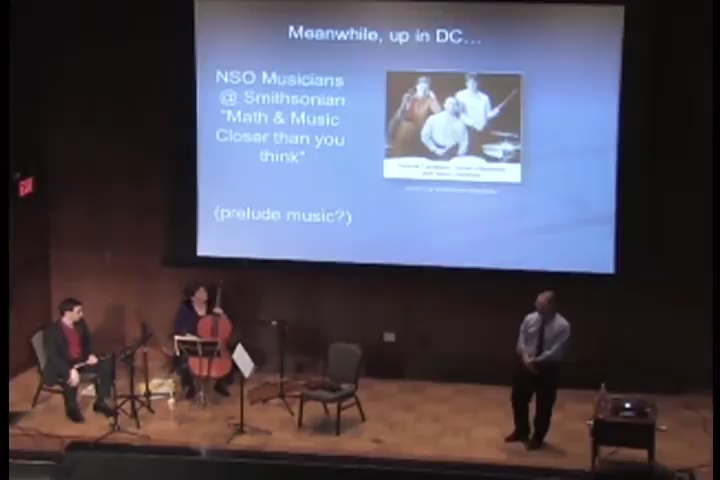 Meanwhile, up in DC...
NSO Musicians
@ Smithsonian
"Math & Music
Closer than you
think"
(prelude music?)